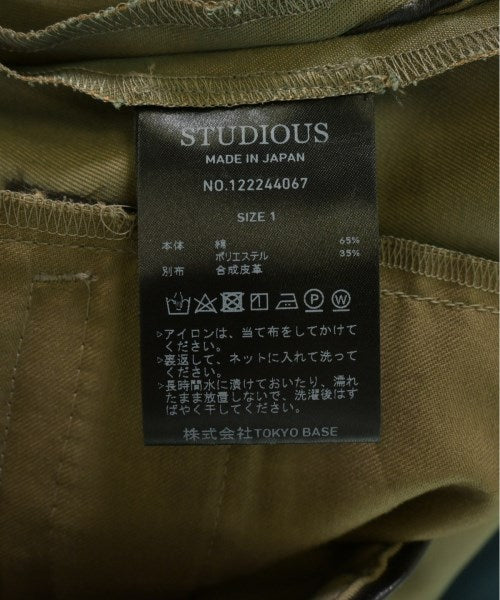 STUDIOUS
MADE IN JAPAN
NO.122244067
SIZE 1
本体 綿 65%
ポリエステル 35%
別布 合成皮革
P W
▷アイロンは、当て布をしてかけて
ください。
▷裏返して、ネットに入れて洗って
ください。
▷長時間水に漬けておいたり、濡れ
たまま放置しないで、洗濯後はす
ばやく干してください。
株式会社TOKYO BASE